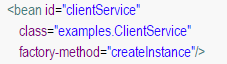 <bean id="clientService"
class="examples.ClientService"
factory-method="createInstance"/>